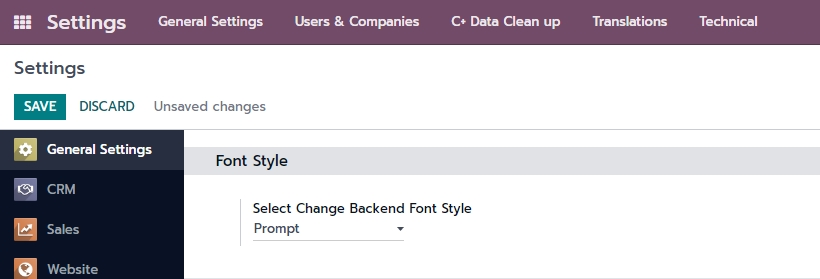 Settings General Settings Users & Companies C+ Data Clean up Translations Technical
Settings
SAVE DISCARD Unsaved changes
General Settings
CRM
Sales
Website
Font Style
Select Change Backend Font Style
Prompt